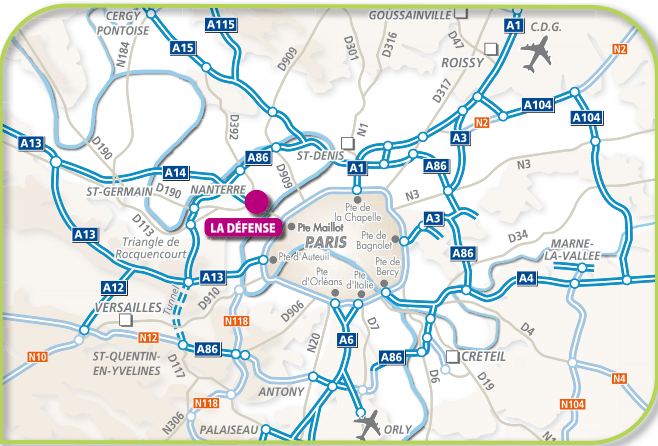 CERGY
PONTOISE
A115
GOUSSAINVILLE
A1
C.D.G.
N184
A15
D909
D301
D316
D47
ROISSY
N2
D317
A104
D392
N1
N2
A3
A104
A13
D190
A14
A86
ST-DENIS
A1
A86
N3
ST-GERMAIN
D190
NANTERRE
D909
N3
D113
LA DÉFENSE
Pte de
la Chapelle
Pte Maillot
PARIS
A3
A13
Triangle de
Rocquencourt
Pte de
Bagnolet
D34
MARNE-
LA-VALLEE
Pte d'Auteuil
A86
A13
Pte
d'Orléans
Pte
d'Italie
Pte de
Bercy
A4
A12
Tunnel
D910
VERSAILLES
N118
D906
D7
D4
N10
N12
N20
A6
ST-QUENTIN-
EN-YVELINES
D117
A86
A86
CRETEIL
D6
D19
N4
ANTONY
N118
N104
N306
PALAISEAU
ORLY